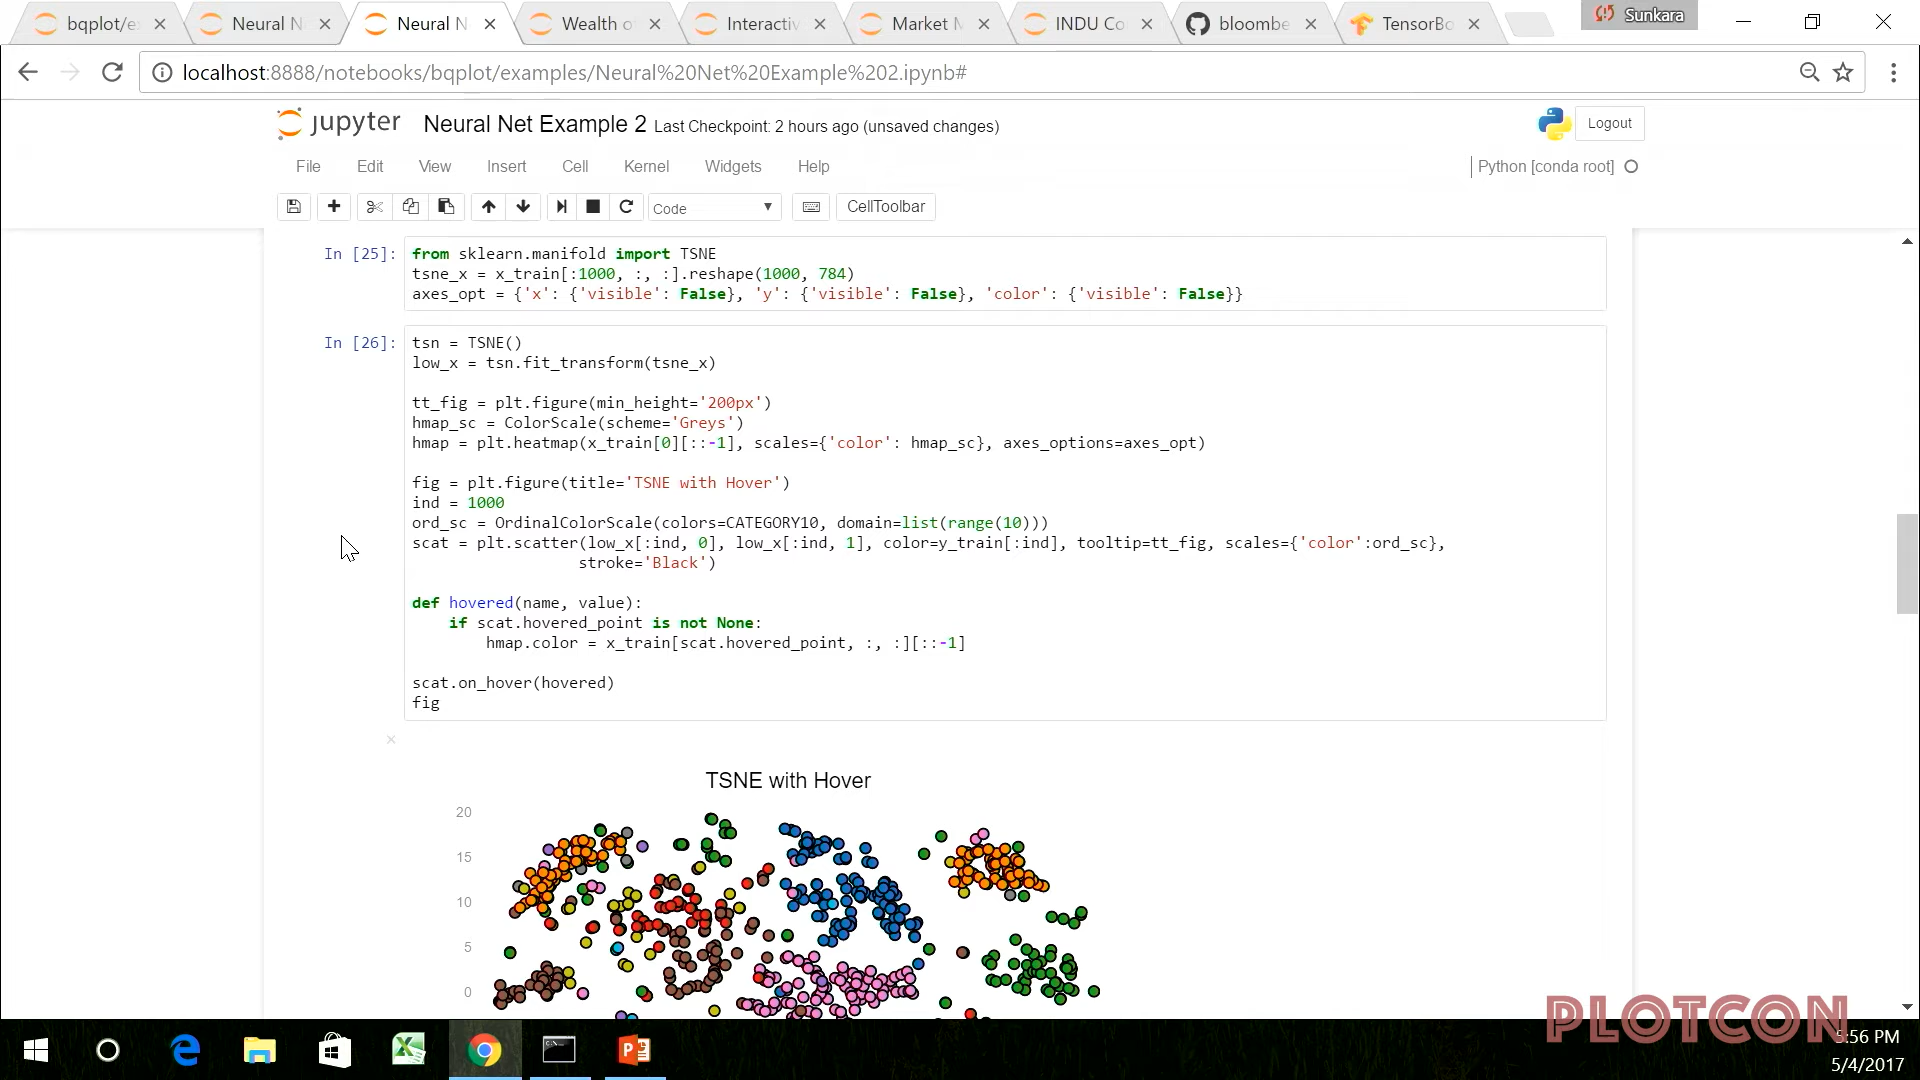 bqplot/e
Neural N
Neural N
Wealth o
Interactiv
Market M
INDU Co
bloombe
TensorBo
Sunkara
localhost:8888/notebooks/bqplot/examples/Neural%20Net%20Example%202.ipynb#
jupyter
Neural Net Example 2 Last Checkpoint: 2 hours ago (unsaved changes)
Logout
File Edit View Insert Cell Kernel Widgets Help
Python [conda root]
Code
CellToolbar
In [25]:
from sklearn.manifold import TSNE
tsne_x = x_train[:1000, :, :].reshape(1000, 784)
axes_opt = {'x': {'visible': False}, 'y': {'visible': False}, 'color': {'visible': False}}
In [26]:
tsn = TSNE()
low_x = tsn.fit_transform(tsne_x)
tt_fig = plt.figure(min_height='200px')
hmap_sc = ColorScale(scheme='Greys')
hmap = plt.heatmap(x_train[0][::-1], scales={'color': hmap_sc}, axes_options=axes_opt)
fig = plt.figure(title='TSNE with Hover')
ind = 1000
ord_sc = OrdinalColorScale(colors=CATEGORY10, domain=list(range(10)))
scat = plt.scatter(low_x[:ind, 0], low_x[:ind, 1], color=y_train[:ind], tooltip=tt_fig, scales={'color':ord_sc},
stroke='Black')
def hovered(name, value):
if scat.hovered_point is not None:
hmap.color = x_train[scat.hovered_point, :, :][::-1]
scat.on_hover(hovered)
fig
TSNE with Hover
20
15
10
5
0
PLOTCON
5:56 PM
5/4/2017